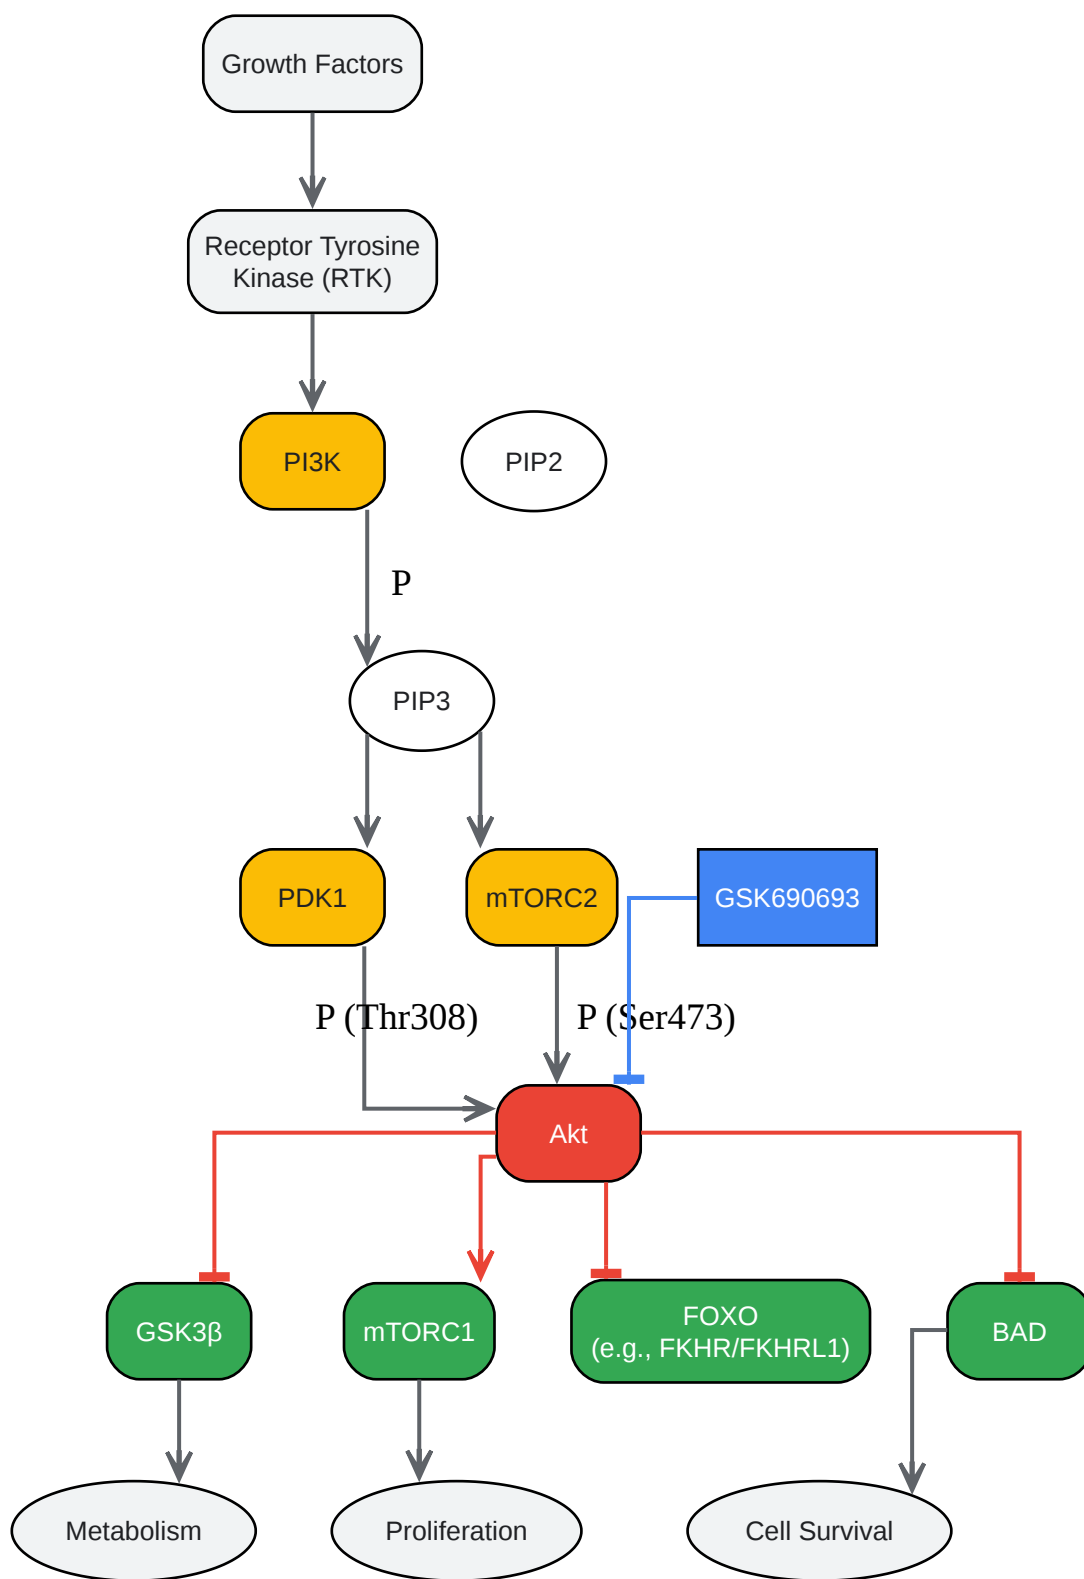 Growth Factors
Receptor Tyrosine
Kinase (RTK)
PI3K
PIP2
P
PIP3
PDK1
mTORC2
GSK690693
P (Thr308)
P (Ser473)
Akt
GSK3β
mTORC1
FOXO
(e.g., FKHR/FKHRL1)
BAD
Metabolism
Proliferation
Cell Survival